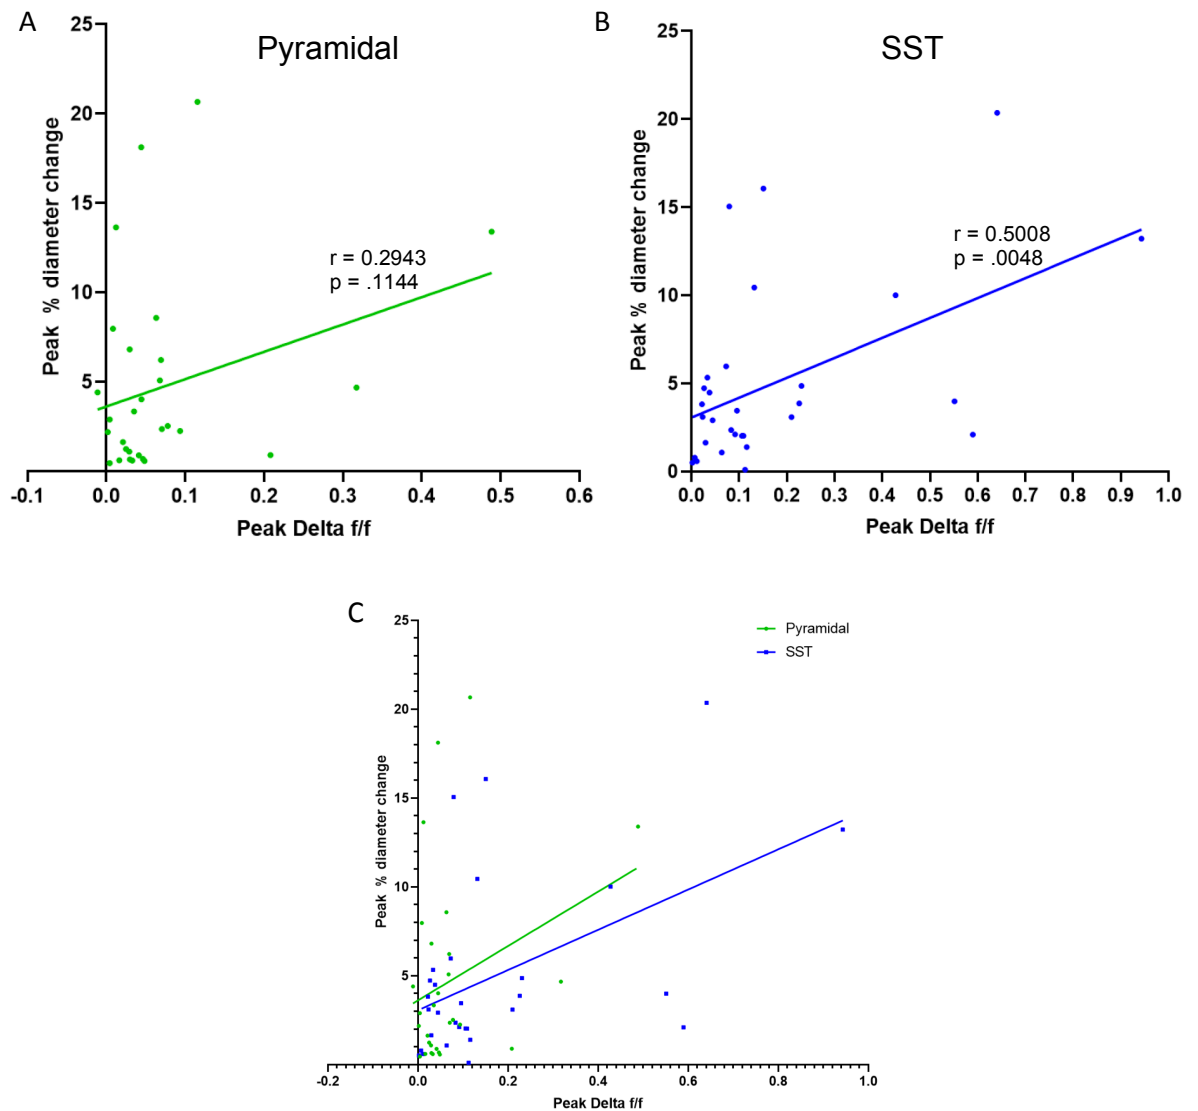 A
Pyramidal
25
20
15
10
5
0
Peak % diameter change
r = 0.2943
p = .1144
-0.1 0.0 0.1 0.2 0.3 0.4 0.5 0.6
Peak Delta f/f
B
SST
25
20
15
10
5
0
Peak % diameter change
r = 0.5008
p = .0048
0.0 0.1 0.2 0.3 0.4 0.5 0.6 0.7 0.8 0.9 1.0
Peak Delta f/f
C
Pyramidal
SST
25
20
15
10
5
Peak % diameter change
-0.2 0.0 0.2 0.4 0.6 0.8 1.0
Peak Delta f/f